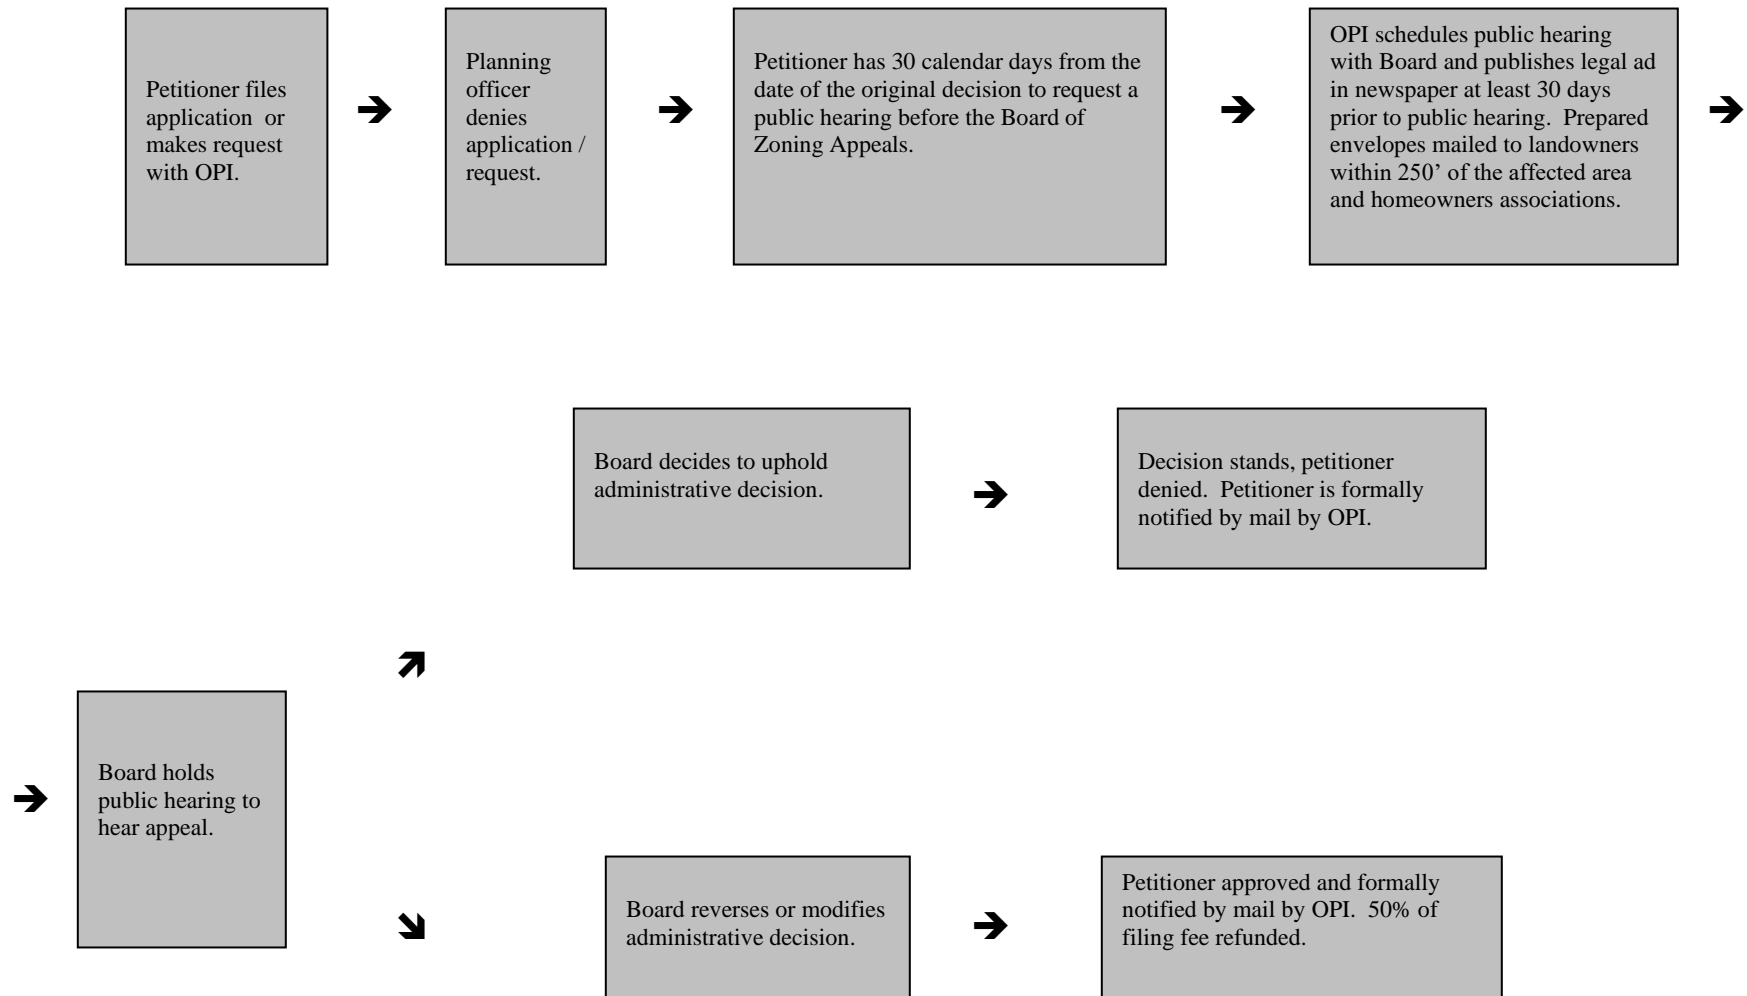 Petitioner files
application or
makes request
with OPI.
Planning
officer
denies
application /
request.
Petitioner has 30 calendar days from the
date of the original decision to request a
public hearing before the Board of
Zoning Appeals.
OPI schedules public hearing
with Board and publishes legal ad
in newspaper at least 30 days
prior to public hearing. Prepared
envelopes mailed to landowners
within 250’ of the affected area
and homeowners associations.
Board holds
public hearing to
hear appeal.
Board decides to uphold
administrative decision.
Decision stands, petitioner
denied. Petitioner is formally
notified by mail by OPI.
Board reverses or modifies
administrative decision.
Petitioner approved and formally
notified by mail by OPI. 50% of
filing fee refunded.